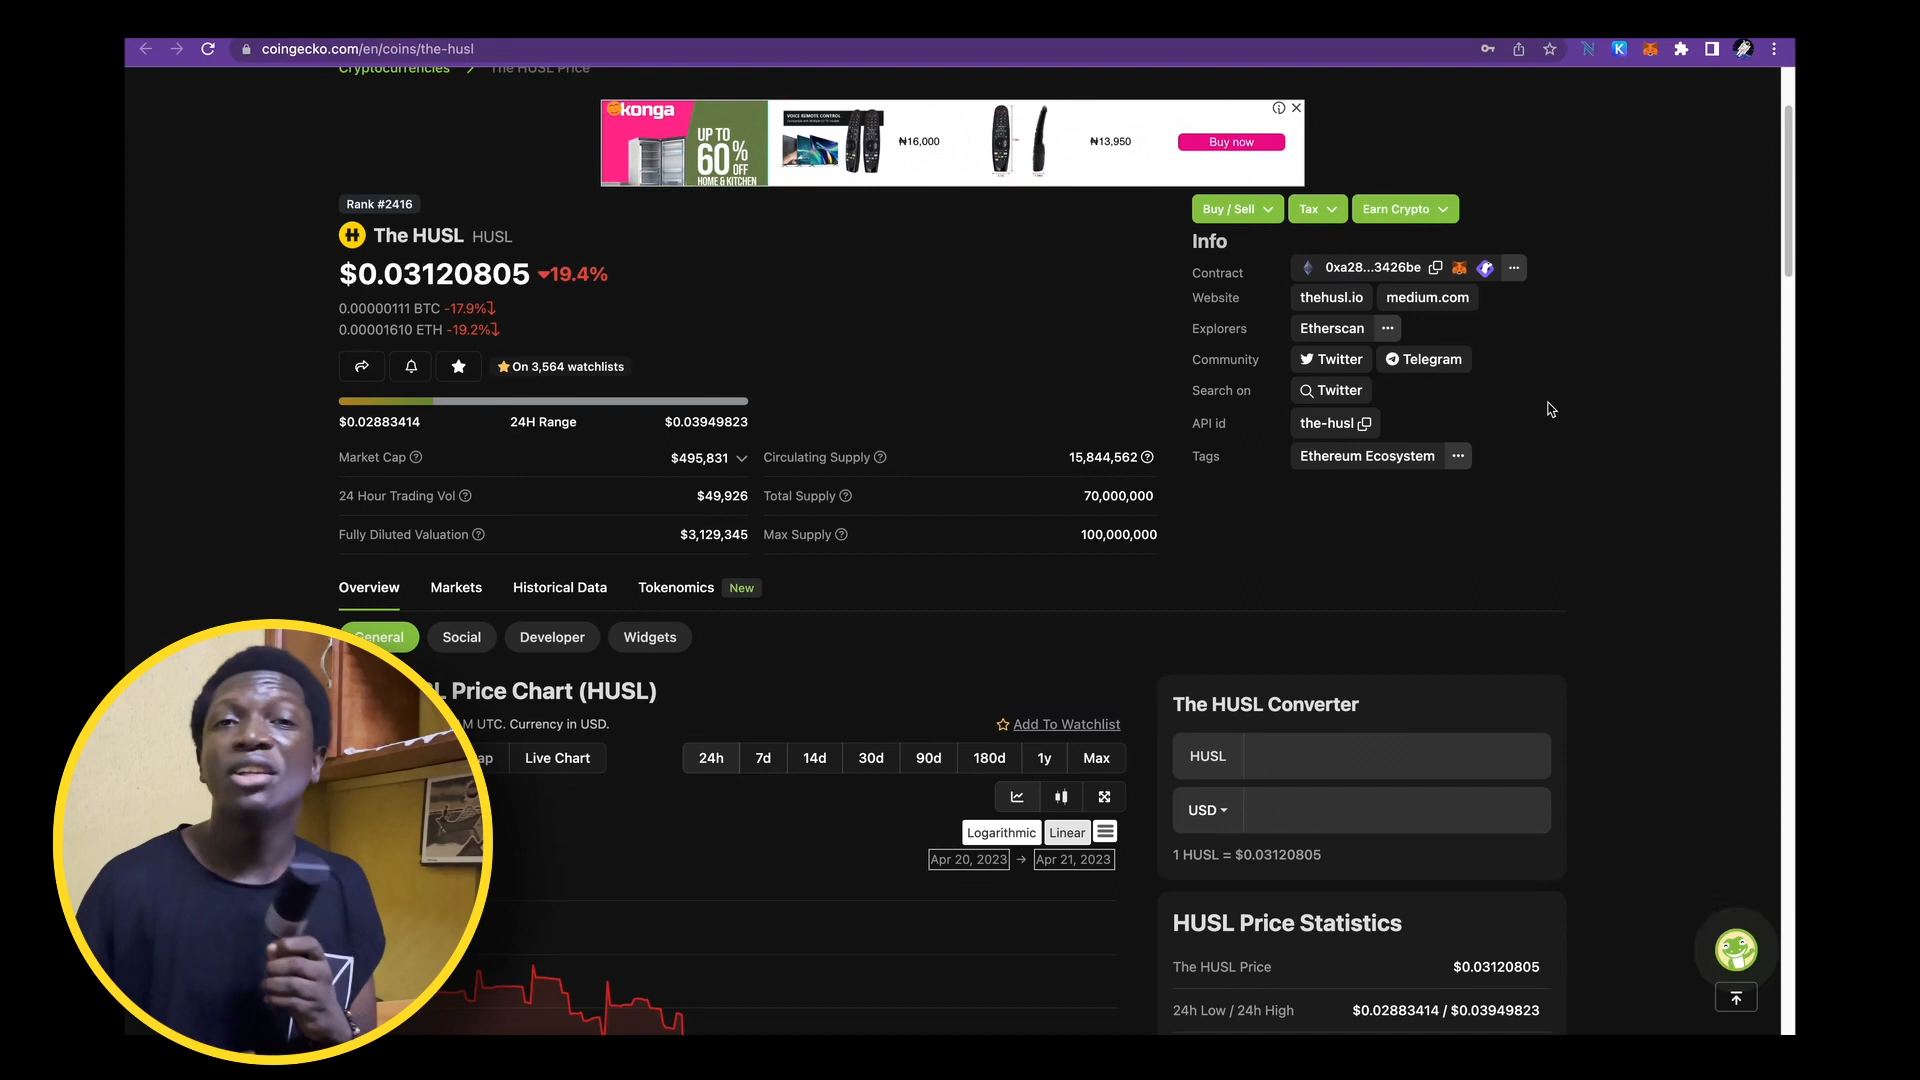 coingecko.com/en/coins/the-husl
Cryptocurrencies > The HUSL Price
konga
UP TO
60%
OFF
HOME & KITCHEN
VOICE REMOTE CONTROL
₦16,000
₦13,950
Buy now
Rank #2416
The HUSL HUSL
$0.03120805 19.4%
0.00000111 BTC -17.9%
0.00001610 ETH -19.2%
On 3,564 watchlists
$0.02883414 24H Range $0.03949823
Market Cap $495,831
24 Hour Trading Vol $49,926
Fully Diluted Valuation $3,129,345
Circulating Supply 15,844,562
Total Supply 70,000,000
Max Supply 100,000,000
Buy / Sell Tax Earn Crypto
Info
Contract 0xa28...3426be ...
Website thehusl.io medium.com
Explorers Etherscan ...
Community Twitter Telegram
Search on Twitter
API id the-husl
Tags Ethereum Ecosystem ...
Overview Markets Historical Data Tokenomics New
General Social Developer Widgets
L Price Chart (HUSL)
M UTC. Currency in USD.
Add To Watchlist
ap Live Chart
24h 7d 14d 30d 90d 180d 1y Max
Logarithmic Linear
Apr 20, 2023 → Apr 21, 2023
The HUSL Converter
HUSL
USD
1 HUSL = $0.03120805
HUSL Price Statistics
The HUSL Price $0.03120805
24h Low / 24h High $0.02883414 / $0.03949823